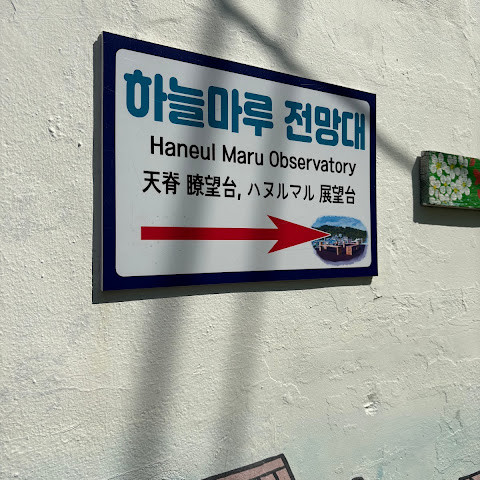 하늘마루 전망대
Haneul Maru Observatory
天脊 瞭望台, ハヌルマル 展望台